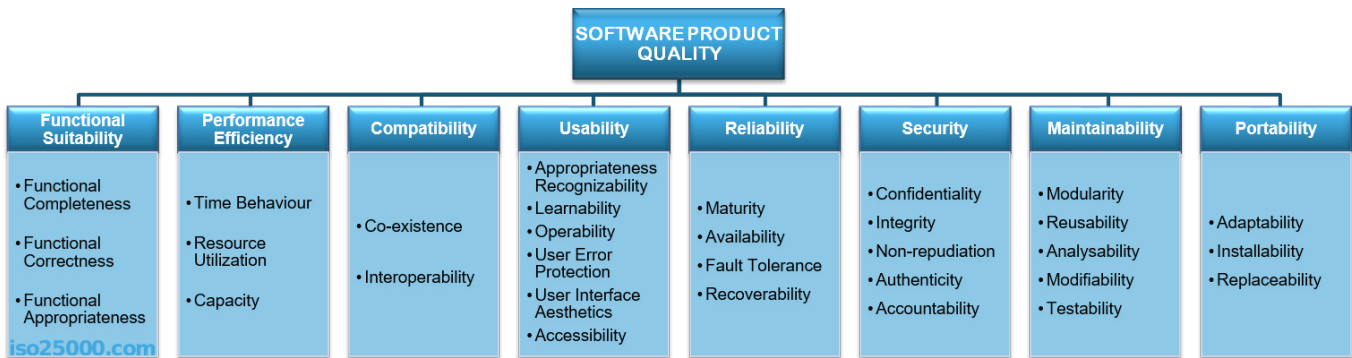 SOFTWARE PRODUCT
QUALITY
Functional
Suitability
• Functional
Completeness
• Functional
Correctness
• Functional
Appropriateness
iso25000.com
Performance
Efficiency
• Time Behaviour
• Resource
Utilization
• Capacity
Compatibility
• Co-existence
• Interoperability
Usability
• Appropriateness
Recognizability
• Learnability
• Operability
• User Error
Protection
• User Interface
Aesthetics
• Accessibility
Reliability
• Maturity
• Availability
• Fault Tolerance
• Recoverability
Security
• Confidentiality
• Integrity
• Non-repudiation
• Authenticity
• Accountability
Maintainability
• Modularity
• Reusability
• Analysability
• Modifiability
• Testability
Portability
• Adaptability
• Installability
• Replaceability